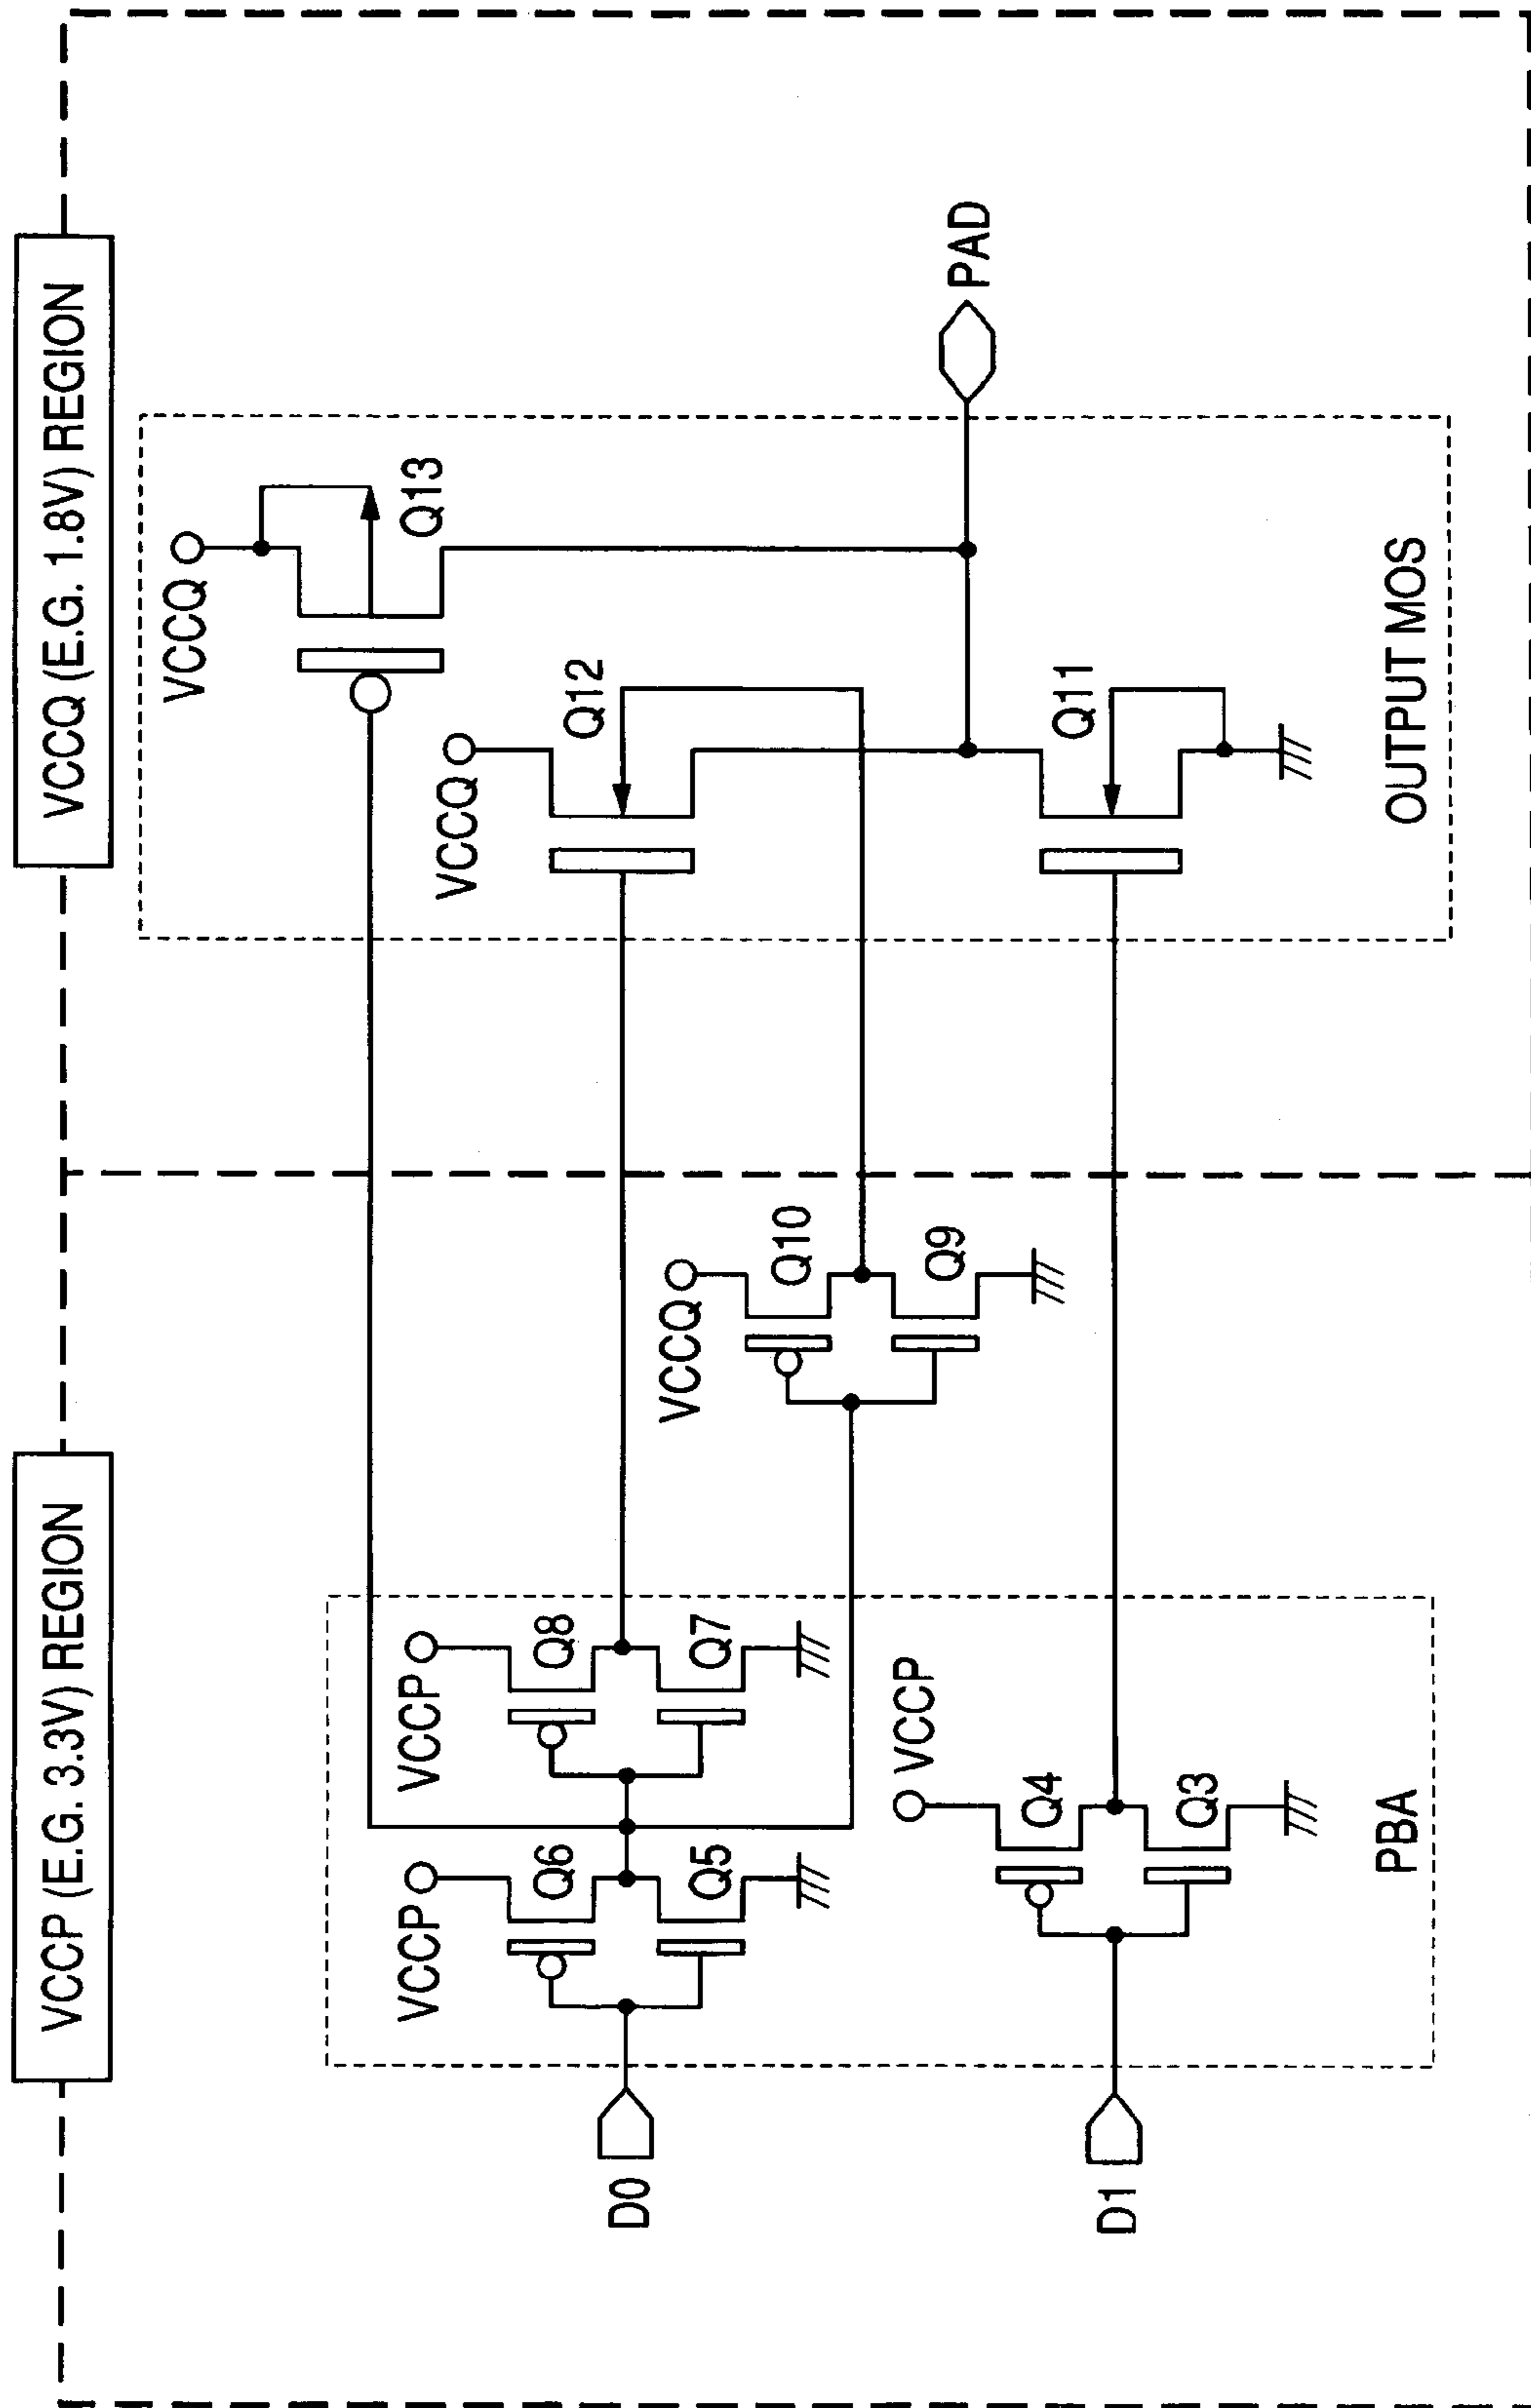 VCCP (E.G. 3.3V) REGION
VCCQ (E.G. 1.8V) REGION
VCCQ
Q13
VCCP
Q6
Q5
VCCP
Q8
Q7
VCCQ
Q12
D0
VCCQ
Q10
Q9
PAD
VCCP
Q4
Q3
Q11
D1
PBA
OUTPUT MOS